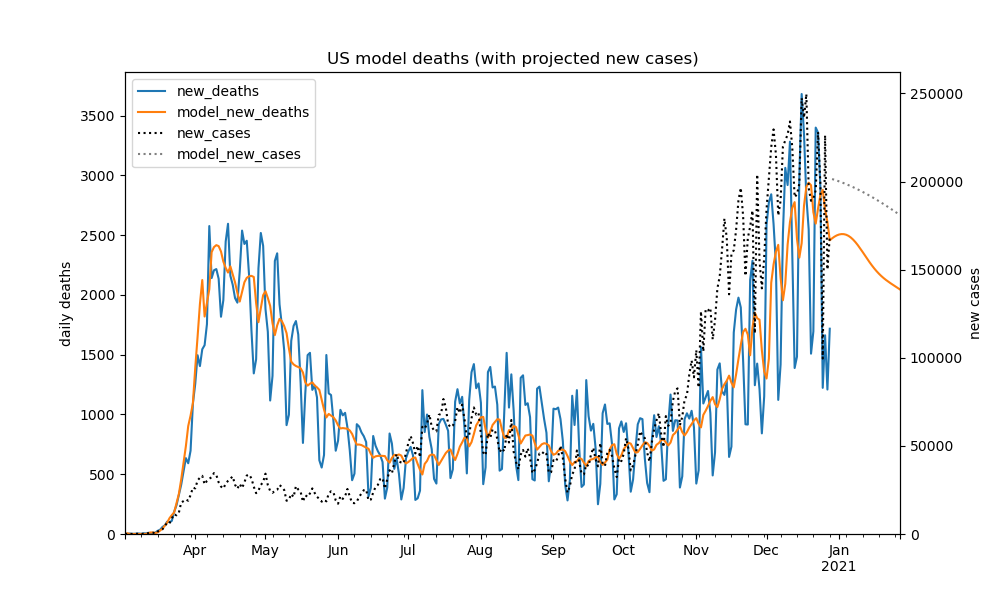 US model deaths (with projected new cases)
new_deaths
model_new_deaths
new_cases
model_new_cases
daily deaths
3500
3000
2500
2000
1500
1000
500
0
250000
200000
150000
100000
50000
0
new cases
Apr May Jun Jul Aug Sep Oct Nov Dec Jan
2021